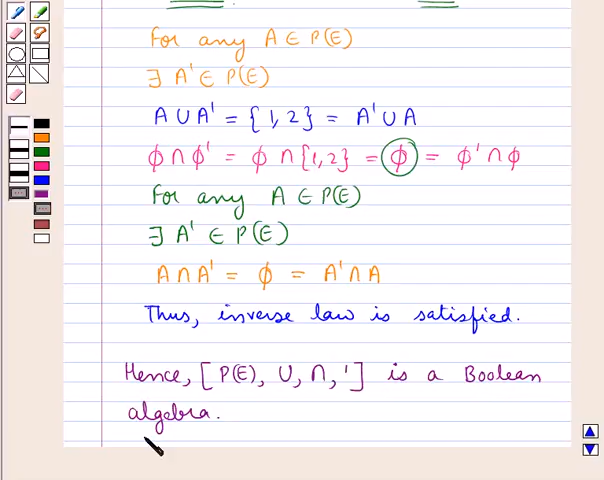 For any A ∈ P(E)
∃ A' ∈ P(E)
A ∪ A' = {1,2} = A' ∪ A
ϕ ∩ ϕ' = ϕ ∩ {1,2} = ϕ = ϕ' ∩ ϕ
For any A ∈ P(E)
∃ A' ∈ P(E)
A ∩ A' = ϕ = A' ∩ A
Thus, inverse law is satisfied.
Hence, [P(E), ∪, ∩, '] is a Boolean
algebra.